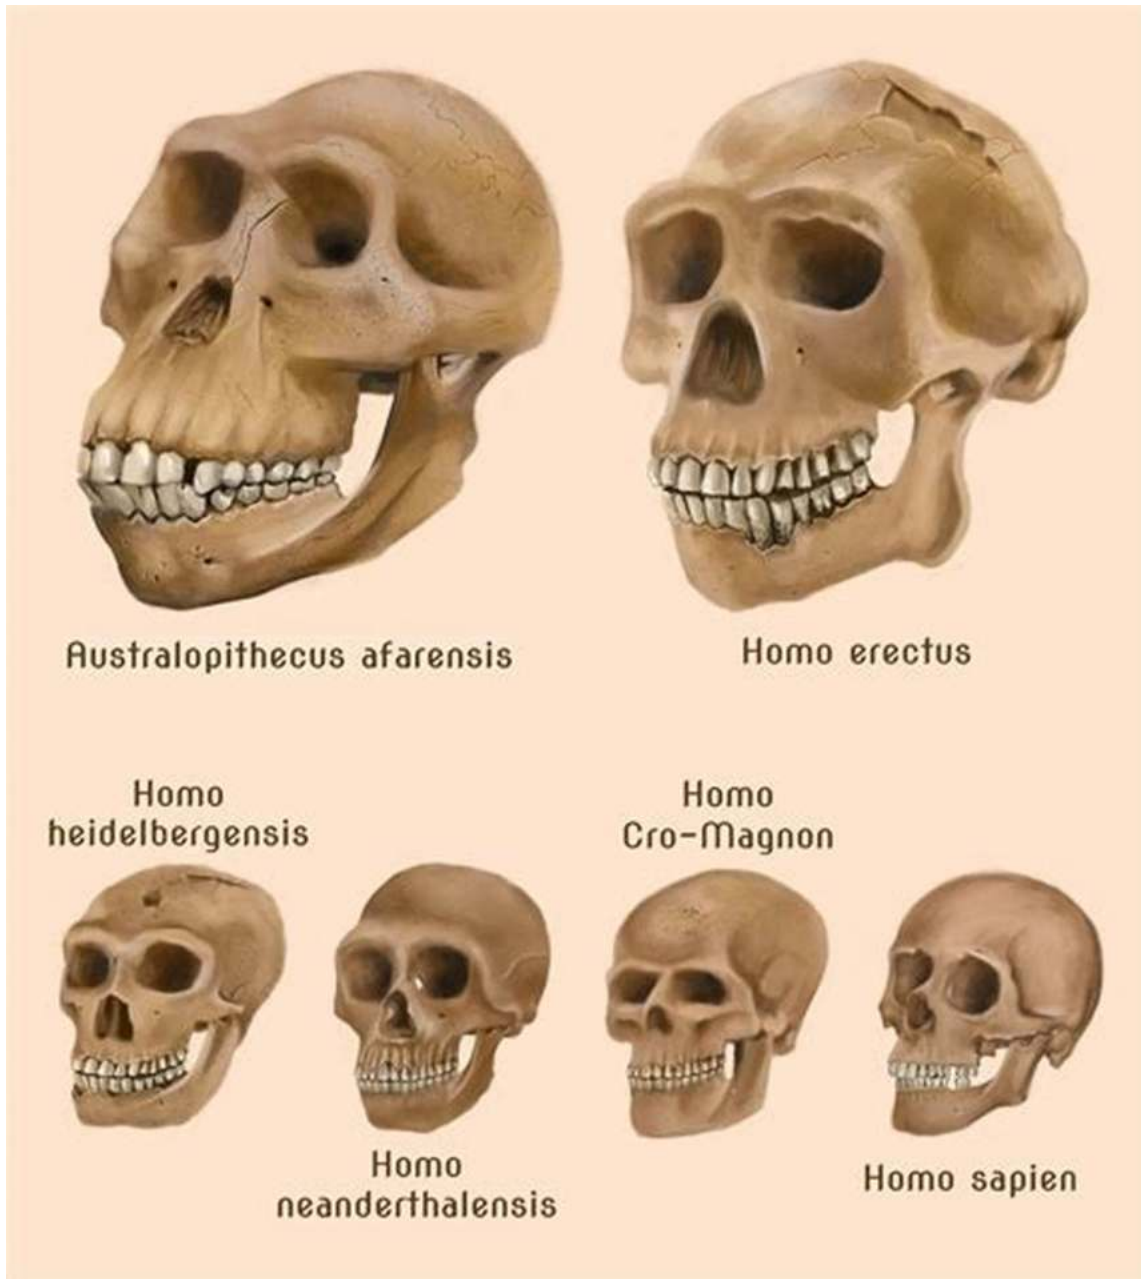 Australopithecus afarensis
Homo erectus
Homo
heidelbergensis
Homo
Cro-Magnon
Homo
neanderthalensis
Homo sapien